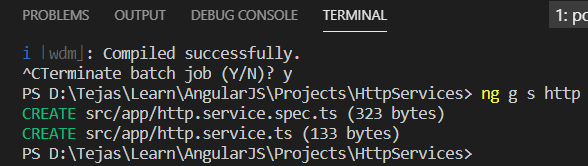 PROBLEMS OUTPUT DEBUG CONSOLE TERMINAL 1: po
i ｢wdm｣: Compiled successfully.
^CTerminate batch job (Y/N)? y
PS D:\Tejas\Learn\AngularJS\Projects\HttpServices> ng g s http
CREATE src/app/http.service.spec.ts (323 bytes)
CREATE src/app/http.service.ts (133 bytes)
PS D:\Tejas\Learn\AngularJS\Projects\HttpServices>